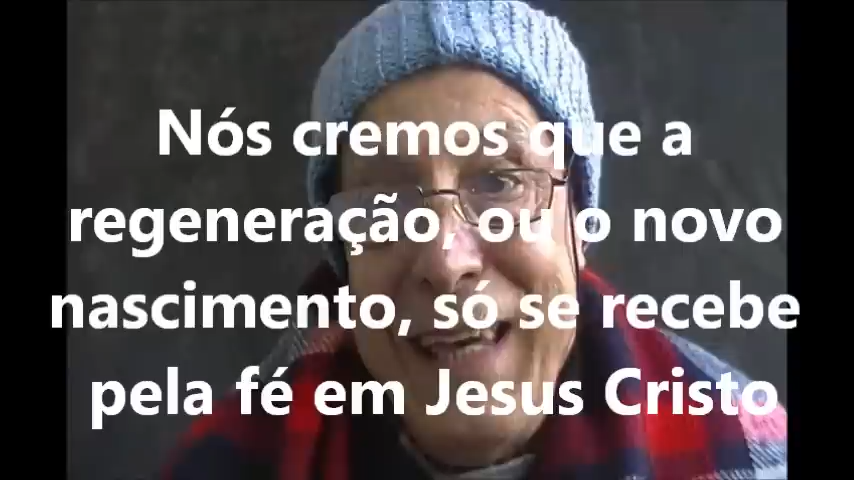 Nós cremos que a
regeneração, ou o novo
nascimento, só se recebe
pela fé em Jesus Cristo